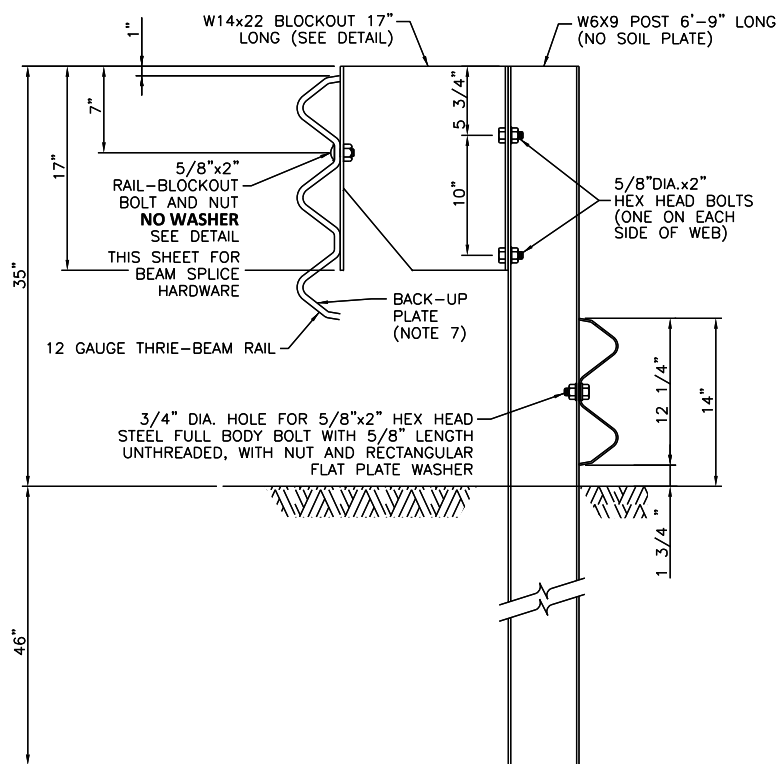 W14x22 BLOCKOUT 17"
LONG (SEE DETAIL)
W6X9 POST 6'-9" LONG
(NO SOIL PLATE)
1"
7"
17"
35"
46"
5 3/4"
10"
5/8"x2"
RAIL-BLOCKOUT
BOLT AND NUT
NO WASHER
SEE DETAIL
THIS SHEET FOR
BEAM SPLICE
HARDWARE
5/8"DIA.x2"
HEX HEAD BOLTS
(ONE ON EACH
SIDE OF WEB)
BACK-UP
PLATE
(NOTE 7)
12 GAUGE THRIE-BEAM RAIL
12 1/4"
14"
1 3/4"
3/4" DIA. HOLE FOR 5/8"x2" HEX HEAD
STEEL FULL BODY BOLT WITH 5/8" LENGTH
UNTHREADED, WITH NUT AND RECTANGULAR
FLAT PLATE WASHER